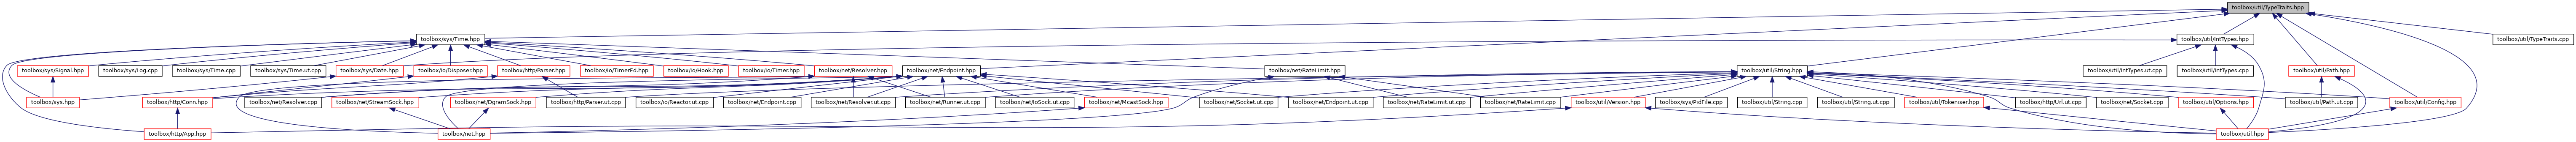 toolbox/util/TypeTraits.hpp
toolbox/sys/Time.hpp
toolbox/util/IntTypes.hpp
toolbox/util/TypeTraits.cpp
toolbox/sys/Signal.hpp
toolbox/sys/Log.cpp
toolbox/sys/Time.cpp
toolbox/sys/Time.ut.cpp
toolbox/sys/Date.hpp
toolbox/io/Disposer.hpp
toolbox/http/Parser.hpp
toolbox/io/TimerFd.hpp
toolbox/io/Hook.hpp
toolbox/io/Timer.hpp
toolbox/net/Resolver.hpp
toolbox/net/Endpoint.hpp
toolbox/net/RateLimit.hpp
toolbox/util/String.hpp
toolbox/util/IntTypes.ut.cpp
toolbox/util/IntTypes.cpp
toolbox/util/Path.hpp
toolbox/sys.hpp
toolbox/http/Conn.hpp
toolbox/net/Resolver.cpp
toolbox/net/StreamSock.hpp
toolbox/net/DgramSock.hpp
toolbox/http/Parser.ut.cpp
toolbox/io/Reactor.ut.cpp
toolbox/net/Endpoint.cpp
toolbox/net/Resolver.ut.cpp
toolbox/net/Runner.ut.cpp
toolbox/net/IoSock.ut.cpp
toolbox/net/McastSock.hpp
toolbox/net/Socket.ut.cpp
toolbox/net/Endpoint.ut.cpp
toolbox/net/RateLimit.ut.cpp
toolbox/net/RateLimit.cpp
toolbox/util/Version.hpp
toolbox/sys/PidFile.cpp
toolbox/util/String.cpp
toolbox/util/String.ut.cpp
toolbox/util/Tokeniser.hpp
toolbox/http/Url.ut.cpp
toolbox/net/Socket.cpp
toolbox/util/Options.hpp
toolbox/util/Path.ut.cpp
toolbox/util/Config.hpp
toolbox/http/App.hpp
toolbox/net.hpp
toolbox/util.hpp